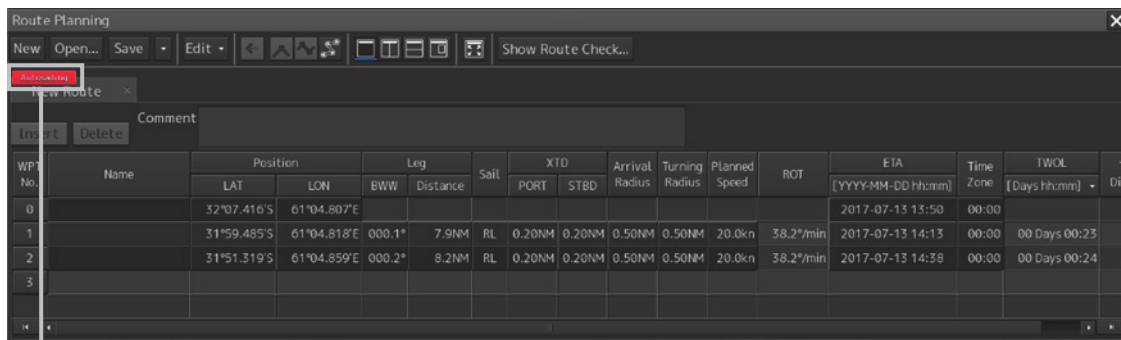 Route Planning
New Open... Save Edit Show Route Check...
Autosaving
New Route
Comment
Insert Delete
WPT No. Name Position Leg Sail XTD Arrival Radius Turning Radius Planned Speed ROT ETA Time Zone TWOL
LAT LON BWW Distance PORT STBD [YYYY-MM-DD hh:mm] [Days hh:mm] Di
0 32°07.416'S 61°04.807'E 2017-07-13 13:50 00:00
1 31°59.485'S 61°04.818'E 000.1° 7.9NM RL 0.20NM 0.20NM 0.50NM 0.50NM 20.0kn 38.2°/min 2017-07-13 14:13 00:00 00 Days 00:23
2 31°51.319'S 61°04.859'E 000.2° 8.2NM RL 0.20NM 0.20NM 0.50NM 0.50NM 20.0kn 38.2°/min 2017-07-13 14:38 00:00 00 Days 00:24
3